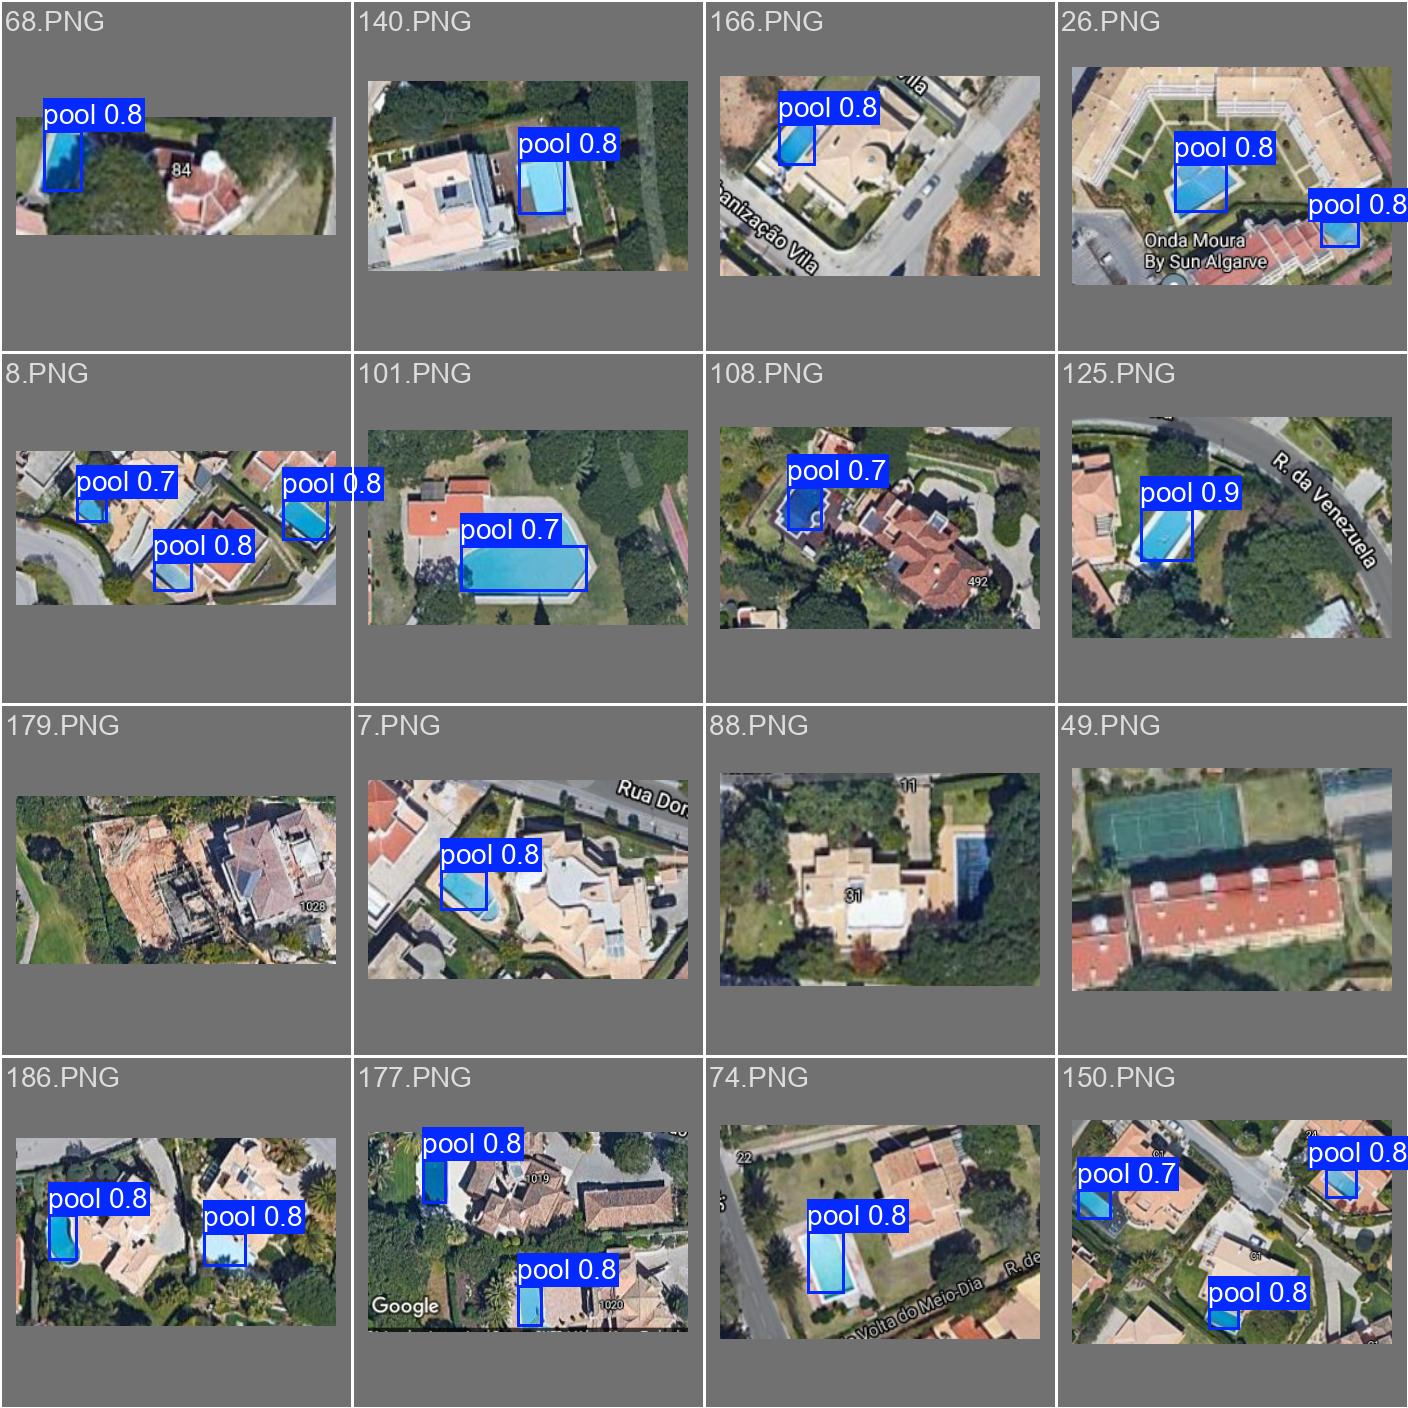 68.PNG
pool 0.8
84
140.PNG
pool 0.8
166.PNG
pool 0.8
Vila
banização Vila
26.PNG
pool 0.8
pool 0.8
Onda Moura
By Sun Algarve
8.PNG
pool 0.7
pool 0.8
pool 0.8
101.PNG
pool 0.7
108.PNG
pool 0.7
492
125.PNG
pool 0.9
R. da Venezuela
179.PNG
1028
7.PNG
pool 0.8
Rua Dor
88.PNG
11
31
49.PNG
186.PNG
pool 0.8
pool 0.8
177.PNG
pool 0.8
1019
pool 0.8
1020
Google
74.PNG
22
pool 0.8
Volta do Meio-Dia
R. de
150.PNG
pool 0.7
pool 0.8
pool 0.8